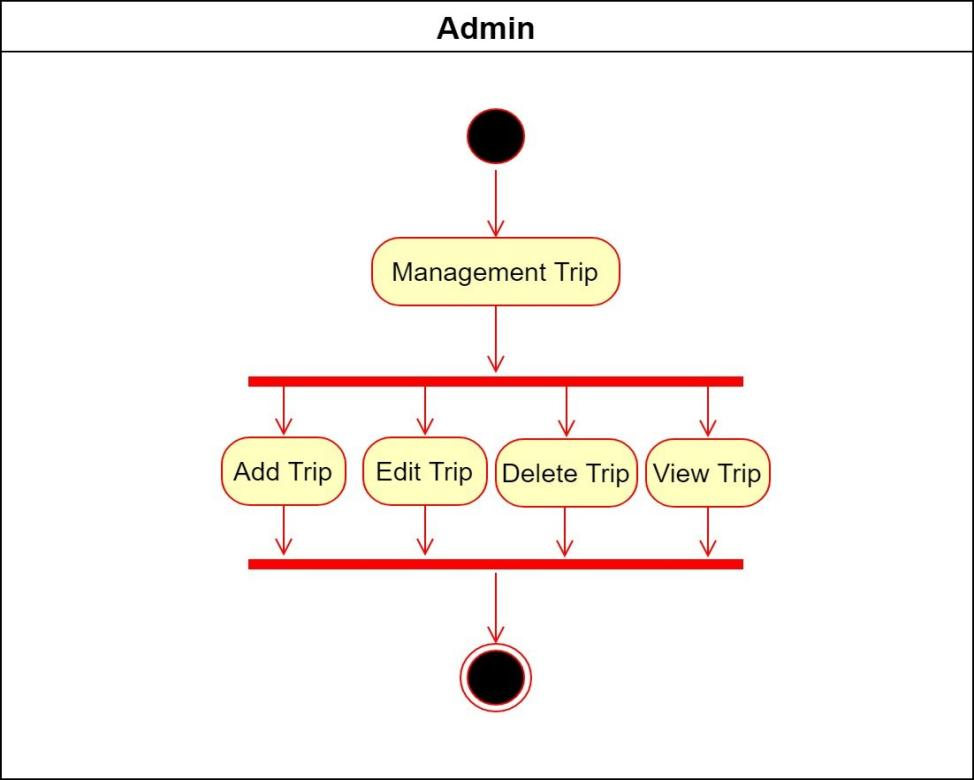 Admin
Management Trip
Add Trip
Edit Trip
Delete Trip
View Trip